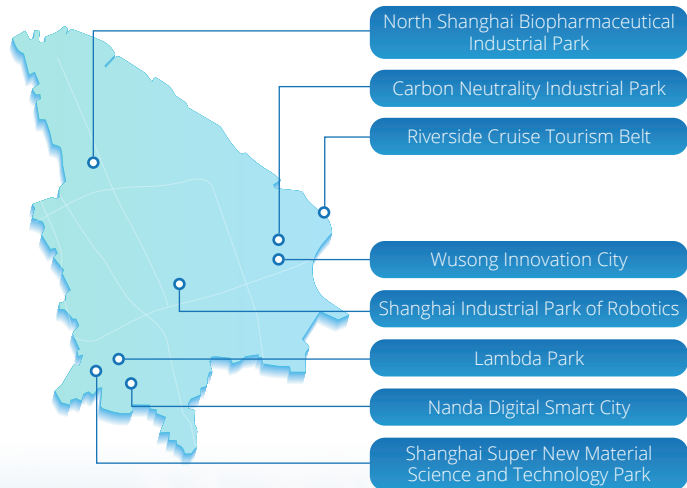 North Shanghai Biopharmaceutical
Industrial Park
Carbon Neutrality Industrial Park
Riverside Cruise Tourism Belt
Wusong Innovation City
Shanghai Industrial Park of Robotics
Lambda Park
Nanda Digital Smart City
Shanghai Super New Material
Science and Technology Park